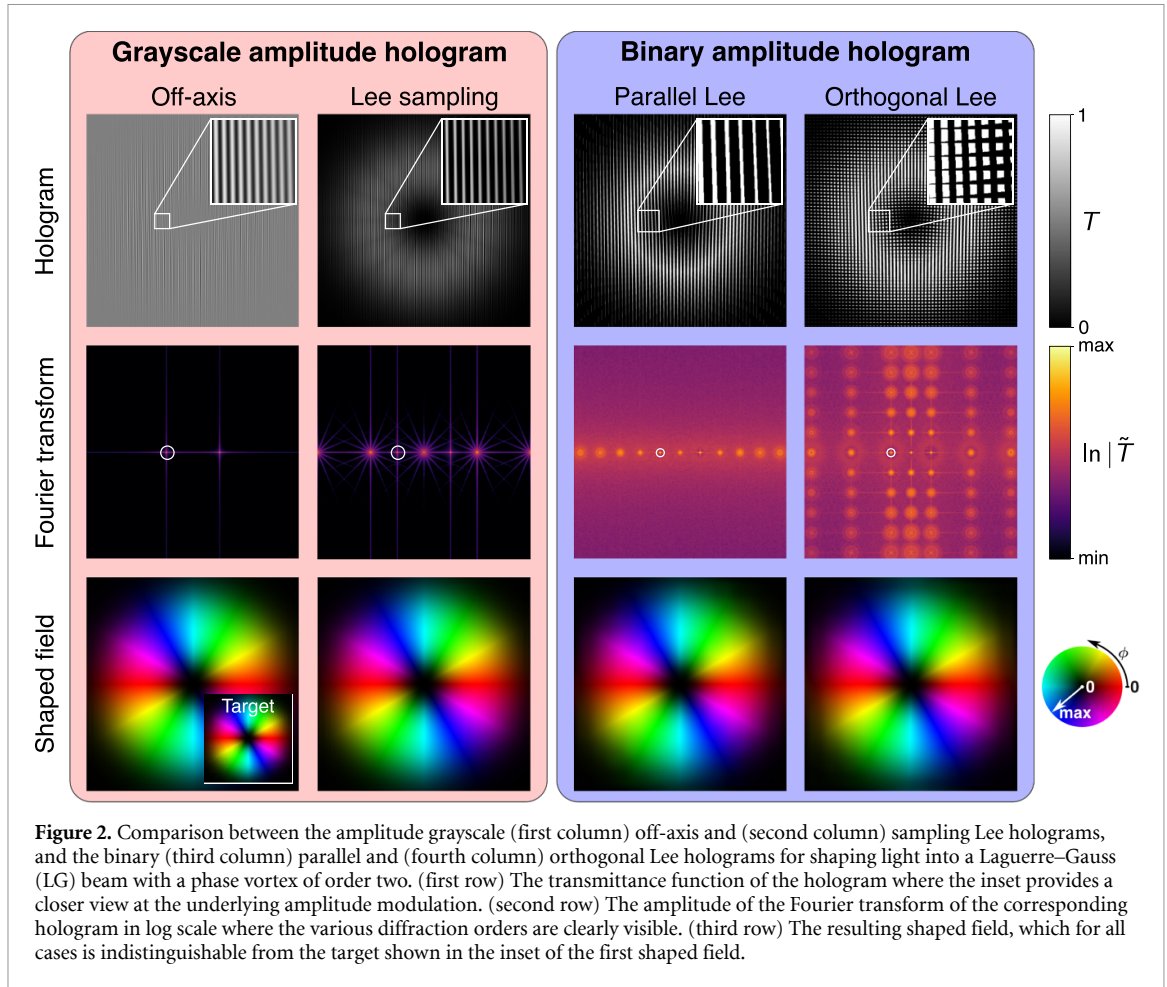 Grayscale amplitude hologram
Binary amplitude hologram
Off-axis
Lee sampling
Parallel Lee
Orthogonal Lee
Hologram
1
T
0
Fourier transform
max
ln | T̃
min
Shaped field
Target
ϕ
0
0
max
Figure 2. Comparison between the amplitude grayscale (first column) off-axis and (second column) sampling Lee holograms,
and the binary (third column) parallel and (fourth column) orthogonal Lee holograms for shaping light into a Laguerre–Gauss
(LG) beam with a phase vortex of order two. (first row) The transmittance function of the hologram where the inset provides a
closer view at the underlying amplitude modulation. (second row) The amplitude of the Fourier transform of the corresponding
hologram in log scale where the various diffraction orders are clearly visible. (third row) The resulting shaped field, which for all
cases is indistinguishable from the target shown in the inset of the first shaped field.